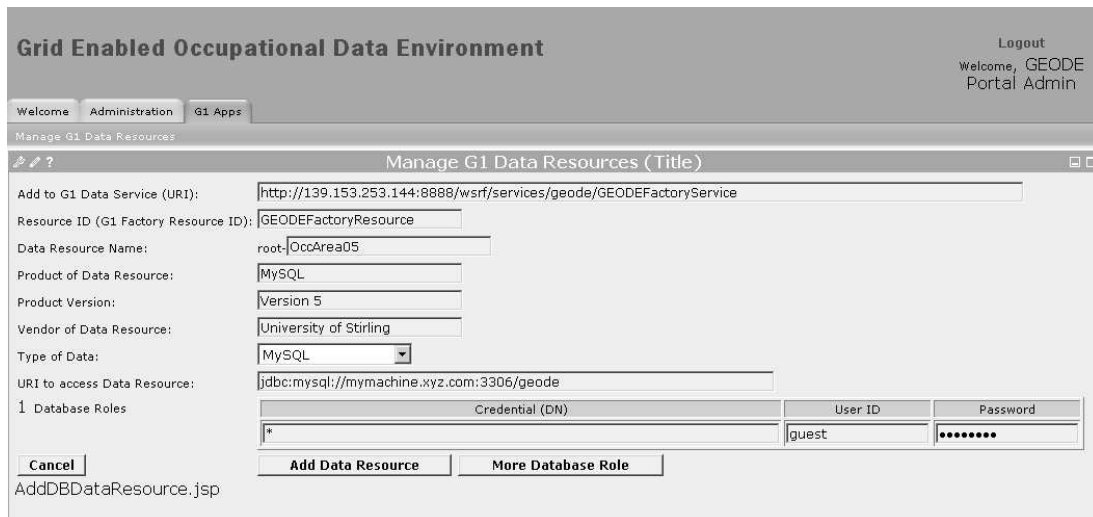 Grid Enabled Occupational Data Environment
Logout
Welcome, GEODE
Portal Admin
Welcome Administration G1 Apps
Manage G1 Data Resources
? Manage G1 Data Resources (Title)
Add to G1 Data Service (URI): http://139.153.253.144:8888/wsrf/services/geode/GEODEFactoryService
Resource ID (G1 Factory Resource ID): GEODEFactoryResource
Data Resource Name: root-OccArea05
Product of Data Resource: MySQL
Product Version: Version 5
Vendor of Data Resource: University of Stirling
Type of Data: MySQL
URI to access Data Resource: jdbc:mysql://mymachine.xyz.com:3306/geode
1 Database Roles Credential (DN) User ID Password
* guest ••••••••
Cancel Add Data Resource More Database Role
AddDBDataResource.jsp